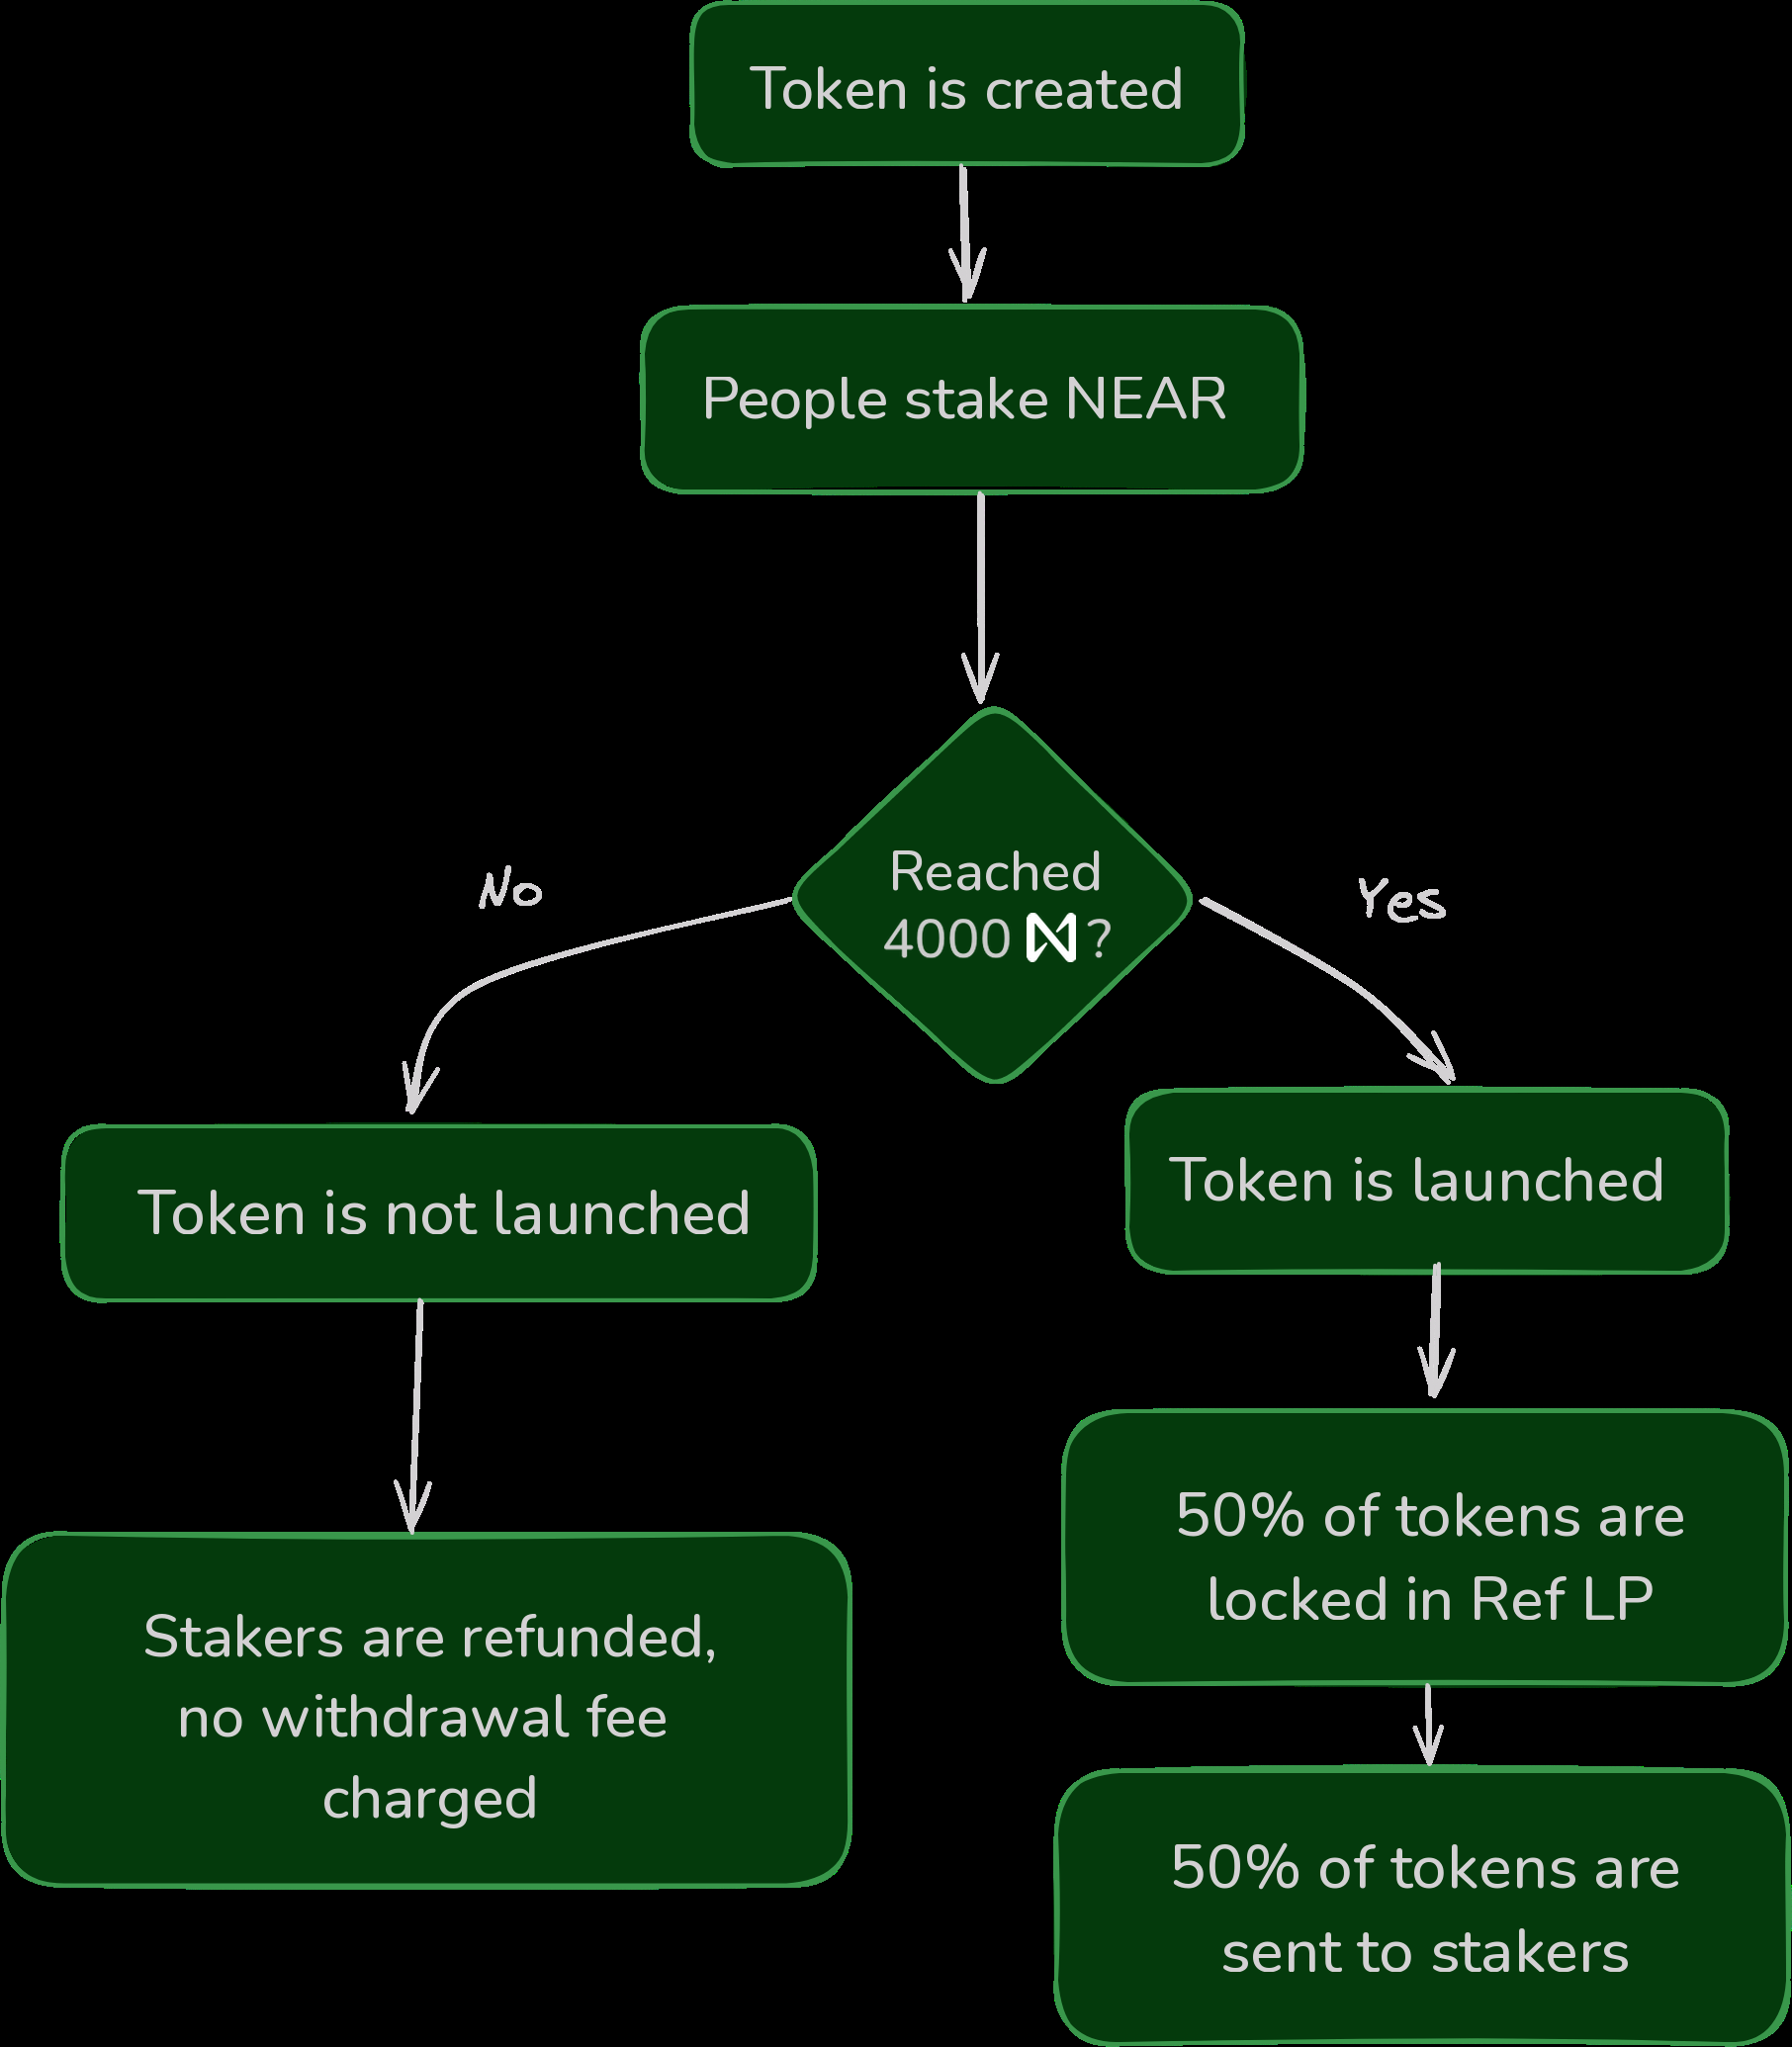 Token is created
People stake NEAR
Reached
4000 N ?
No
Yes
Token is not launched
Token is launched
Stakers are refunded,
no withdrawal fee
charged
50% of tokens are
locked in Ref LP
50% of tokens are
sent to stakers